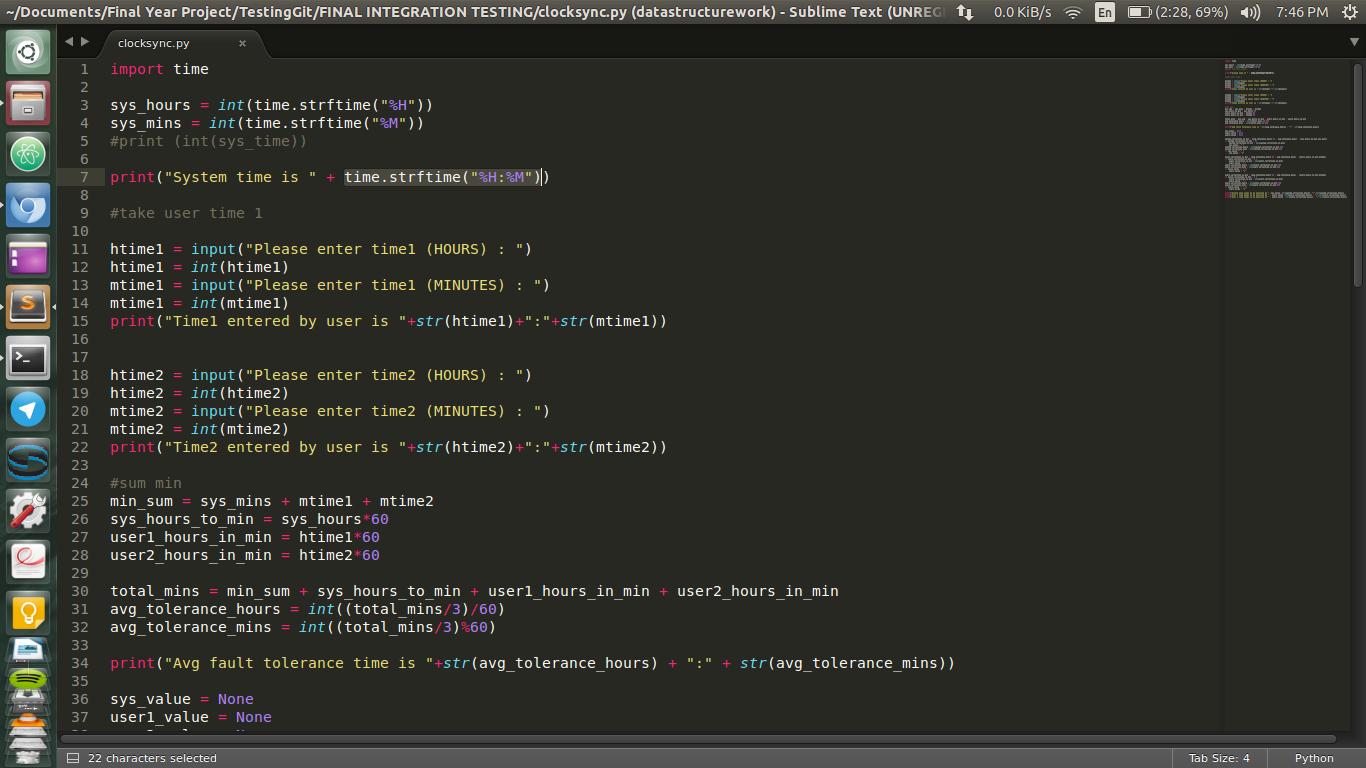 ~/Documents/Final Year Project/TestingGit/FINAL INTEGRATION TESTING/clocksync.py (datastructurework) - Sublime Text (UNREG
0.0 KiB/s En (2:28, 69%) 7:46 PM
clocksync.py ×
1 import time
2
3 sys_hours = int(time.strftime("%H"))
4 sys_mins = int(time.strftime("%M"))
5 #print (int(sys_time))
6
7 print("System time is " + time.strftime("%H:%M"))
8
9 #take user time 1
10
11 htime1 = input("Please enter time1 (HOURS) : ")
12 htime1 = int(htime1)
13 mtime1 = input("Please enter time1 (MINUTES) : ")
14 mtime1 = int(mtime1)
15 print("Time1 entered by user is "+str(htime1)+":"+str(mtime1))
16
17
18 htime2 = input("Please enter time2 (HOURS) : ")
19 htime2 = int(htime2)
20 mtime2 = input("Please enter time2 (MINUTES) : ")
21 mtime2 = int(mtime2)
22 print("Time2 entered by user is "+str(htime2)+":"+str(mtime2))
23
24 #sum min
25 min_sum = sys_mins + mtime1 + mtime2
26 sys_hours_to_min = sys_hours*60
27 user1_hours_in_min = htime1*60
28 user2_hours_in_min = htime2*60
29
30 total_mins = min_sum + sys_hours_to_min + user1_hours_in_min + user2_hours_in_min
31 avg_tolerance_hours = int((total_mins/3)/60)
32 avg_tolerance_mins = int((total_mins/3)%60)
33
34 print("Avg fault tolerance time is "+str(avg_tolerance_hours) + ":" + str(avg_tolerance_mins))
35
36 sys_value = None
37 user1_value = None
22 characters selected
Tab Size: 4
Python